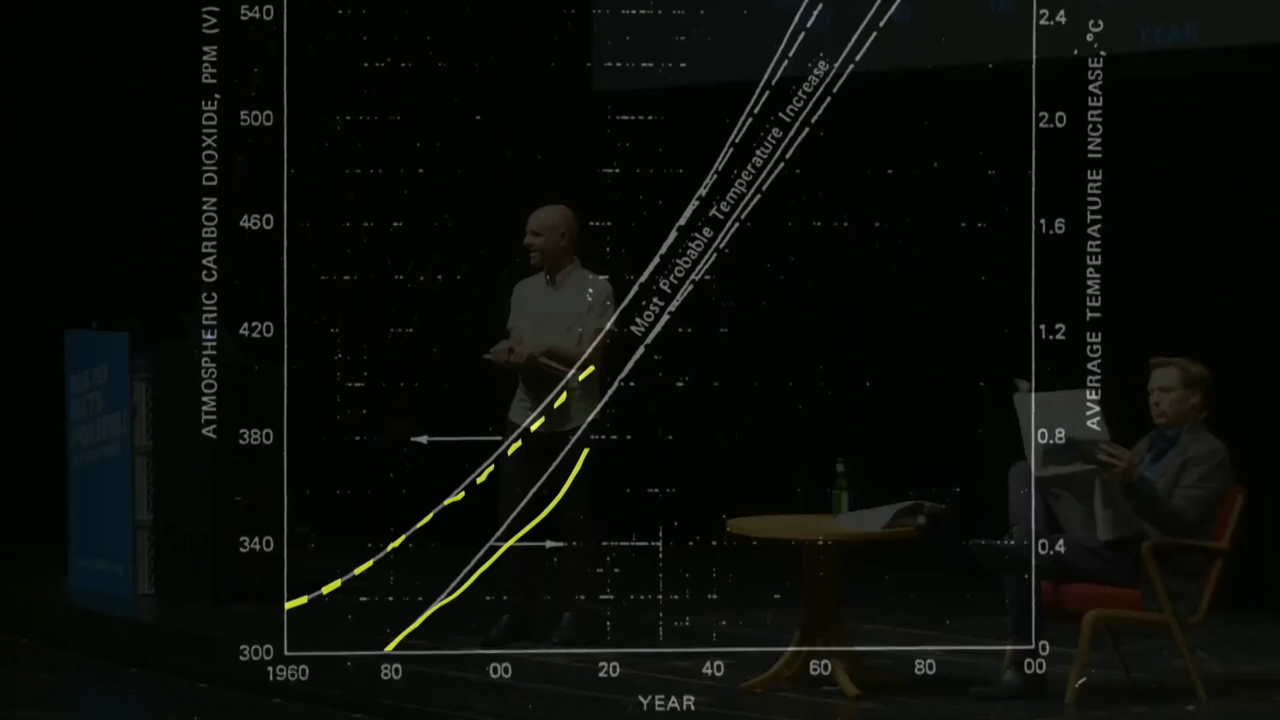 540
500
460
420
380
340
300
ATMOSPHERIC CARBON DIOXIDE, PPM (V)
Most Probable Temperature Increase
2.4
2.0
1.6
1.2
0.8
0.4
0
AVERAGE TEMPERATURE INCREASE, °C
1960 80 00 20 40 60 80 00
YEAR